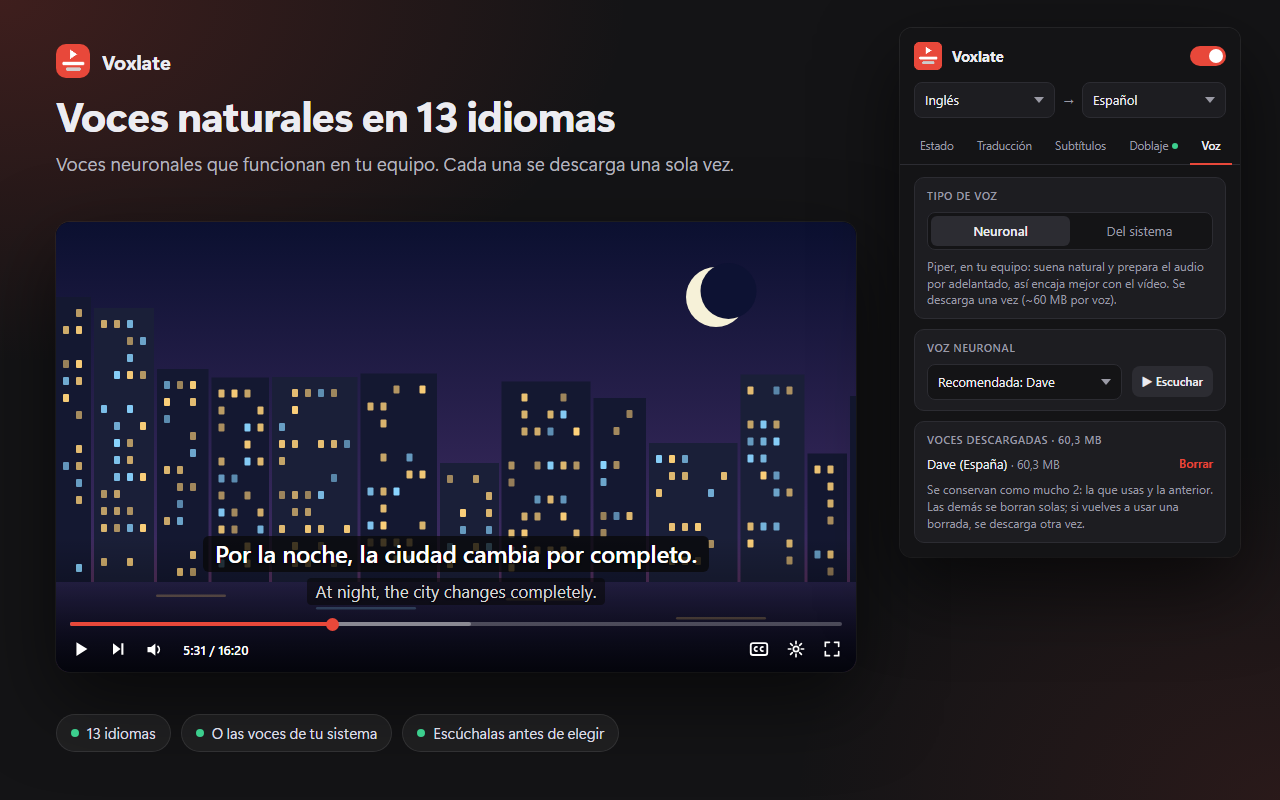 Voxlate
Voces naturales en 13 idiomas
Voces neuronales que funcionan en tu equipo. Cada una se descarga una sola vez.
Por la noche, la ciudad cambia por completo.
At night, the city changes completely.
5:31 / 16:20
CC
13 idiomas
O las voces de tu sistema
Escúchalas antes de elegir
Voxlate
Inglés → Español
Estado Traducción Subtítulos Doblaje Voz
TIPO DE VOZ
Neuronal Del sistema
Piper, en tu equipo: suena natural y prepara el audio
por adelantado, así encaja mejor con el vídeo. Se
descarga una vez (~60 MB por voz).
VOZ NEURONAL
Recomendada: Dave ▶ Escuchar
VOCES DESCARGADAS · 60,3 MB
Dave (España) · 60,3 MB Borrar
Se conservan como mucho 2: la que usas y la anterior.
Las demás se borran solas; si vuelves a usar una
borrada, se descarga otra vez.